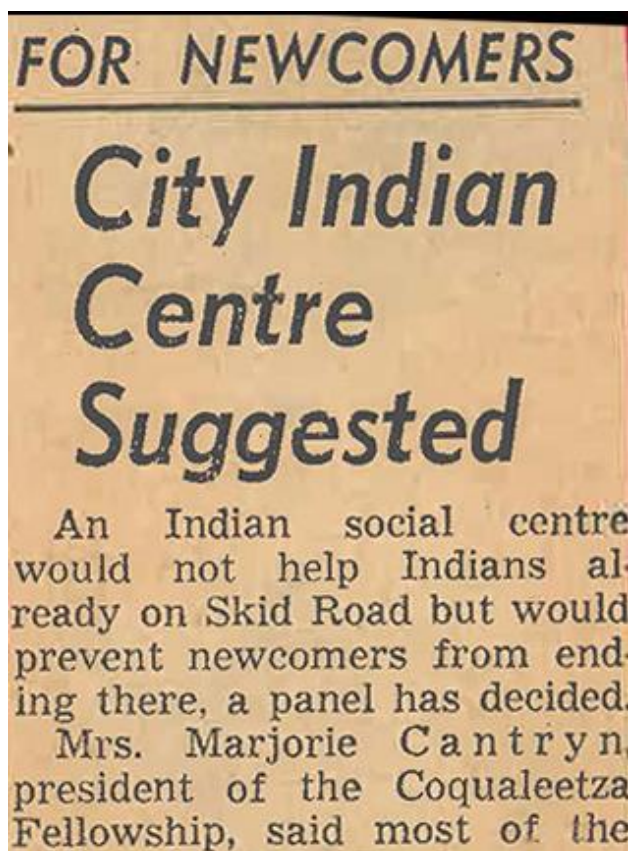 FOR NEWCOMERS
City Indian
Centre
Suggested
An Indian social centre
would not help Indians al-
ready on Skid Road but would
prevent newcomers from end-
ing there, a panel has decided.
Mrs. Marjorie Cantryn,
president of the Coqualeetza
Fellowship, said most of the